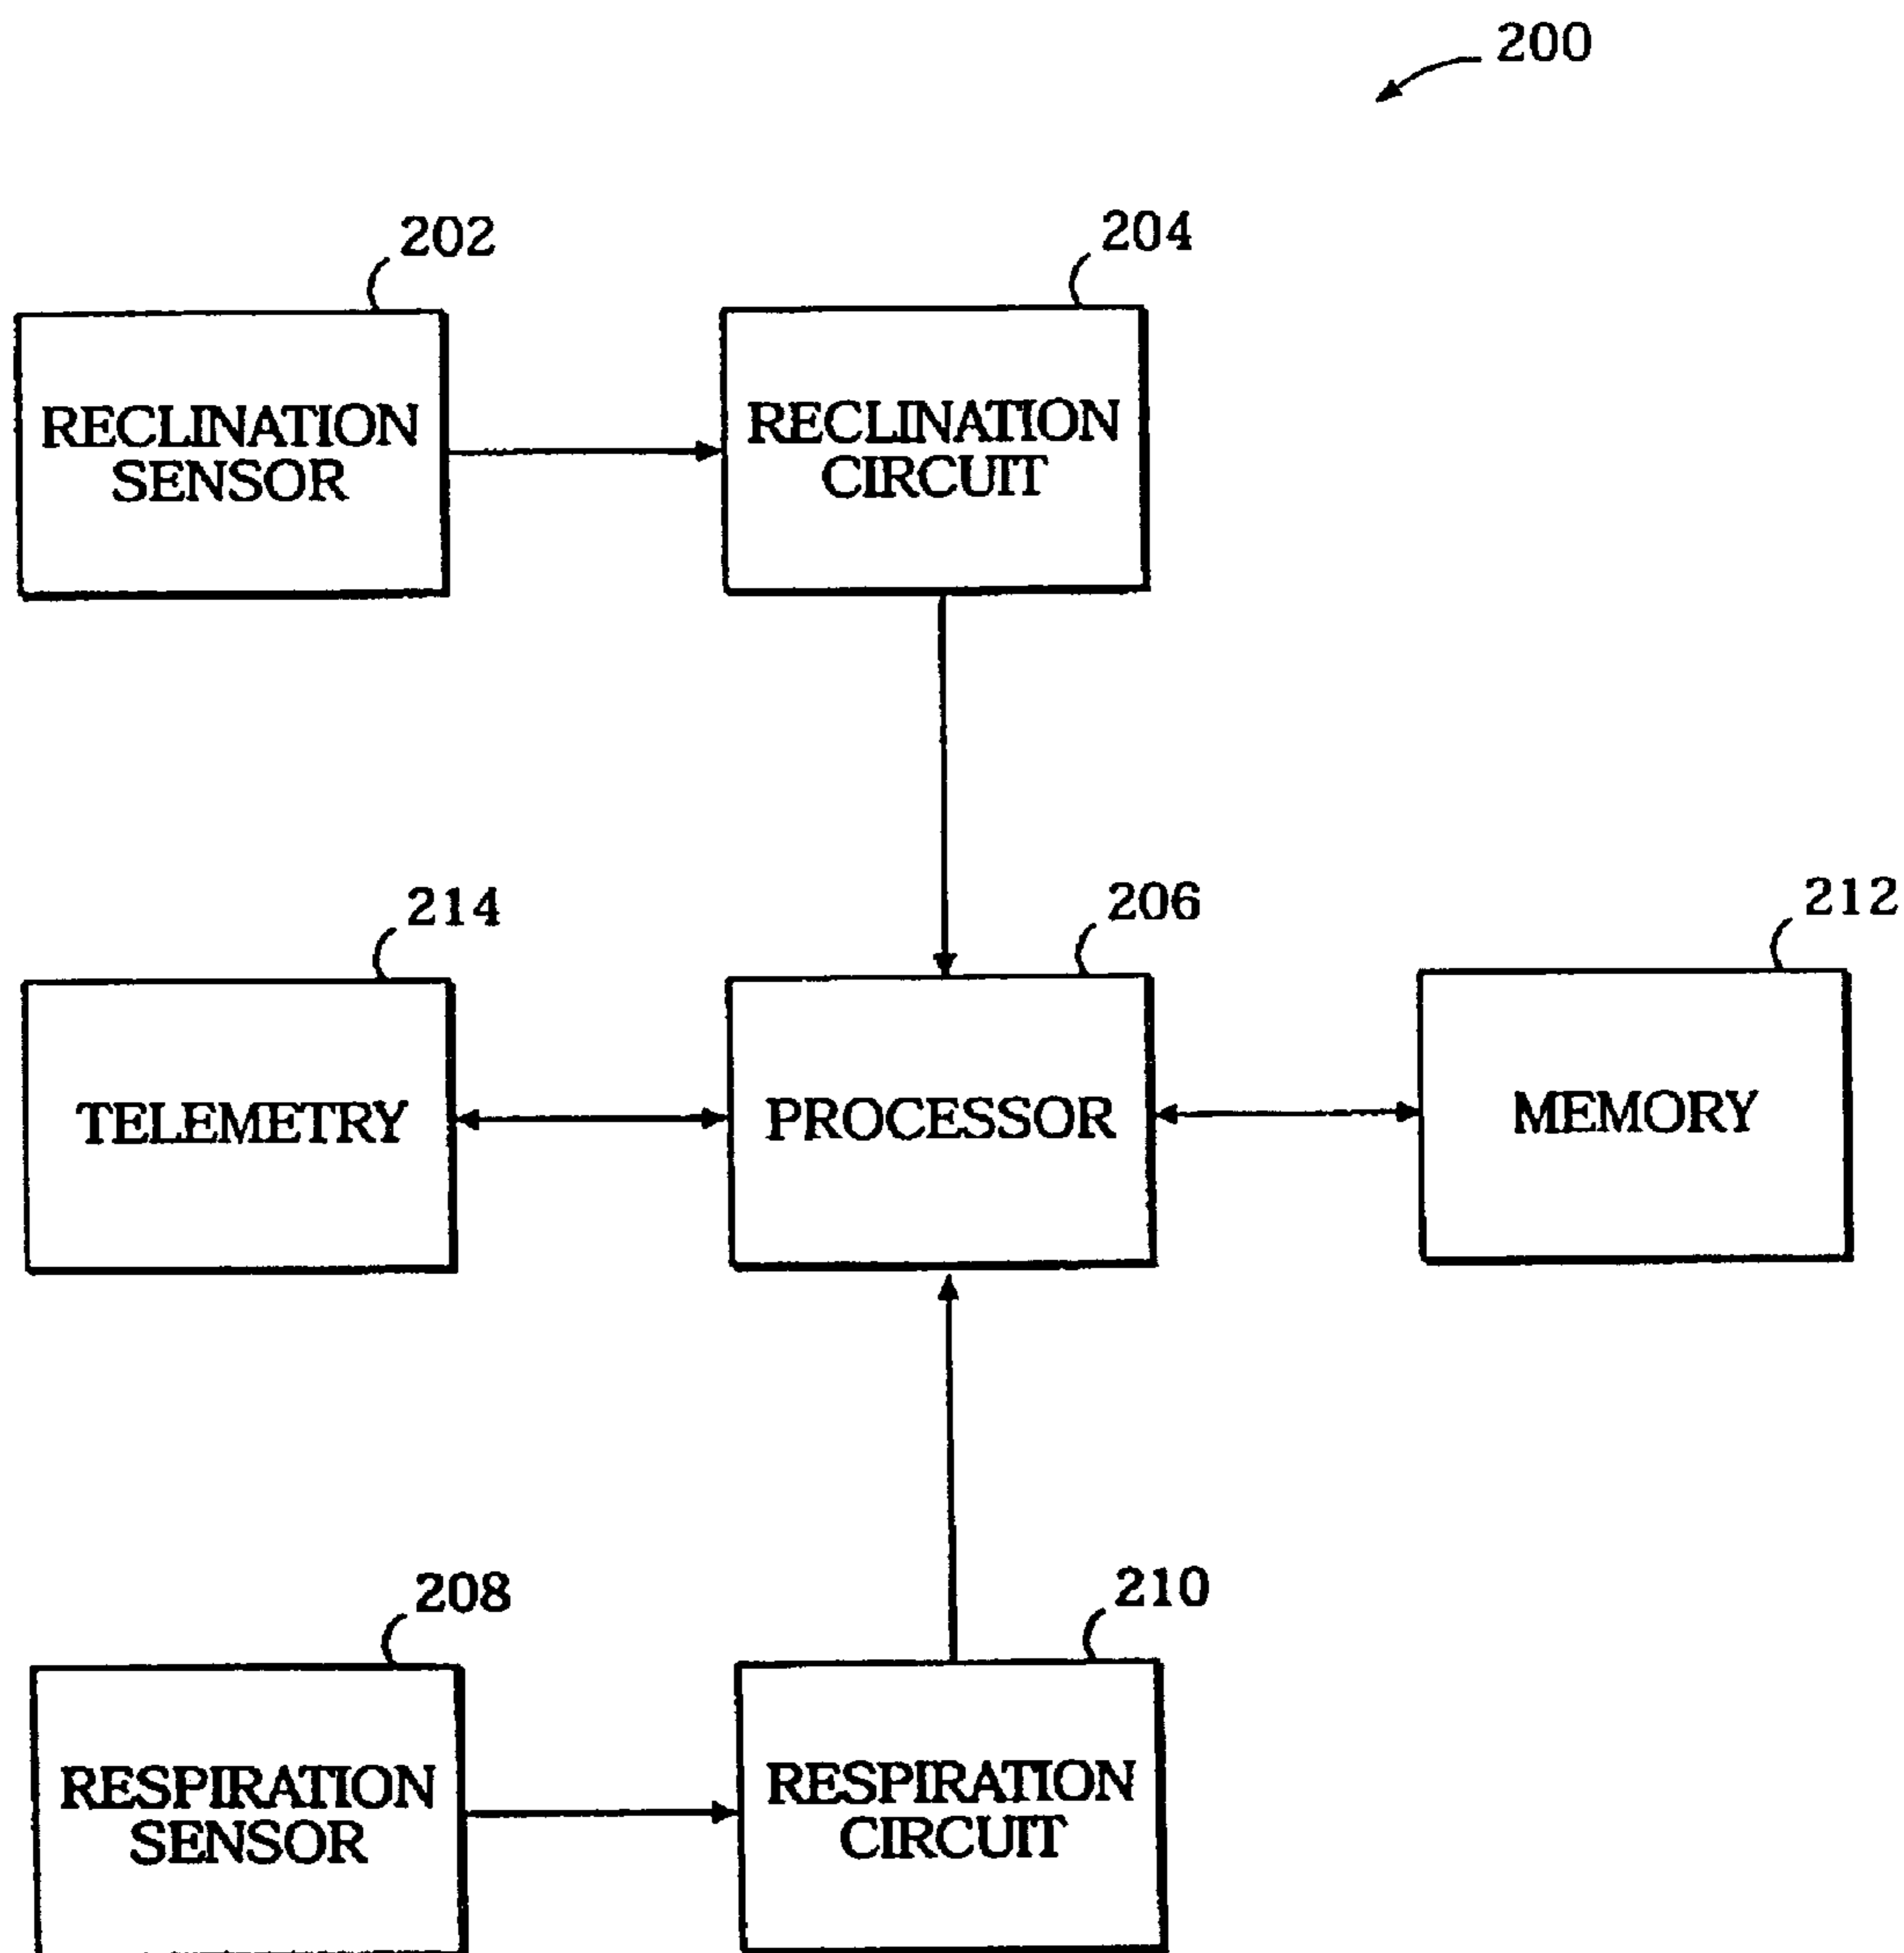 200
202
204
RECLINATION
SENSOR
RECLINATION
CIRCUIT
214
206
212
TELEMETRY
PROCESSOR
MEMORY
208
210
RESPIRATION
SENSOR
RESPIRATION
CIRCUIT